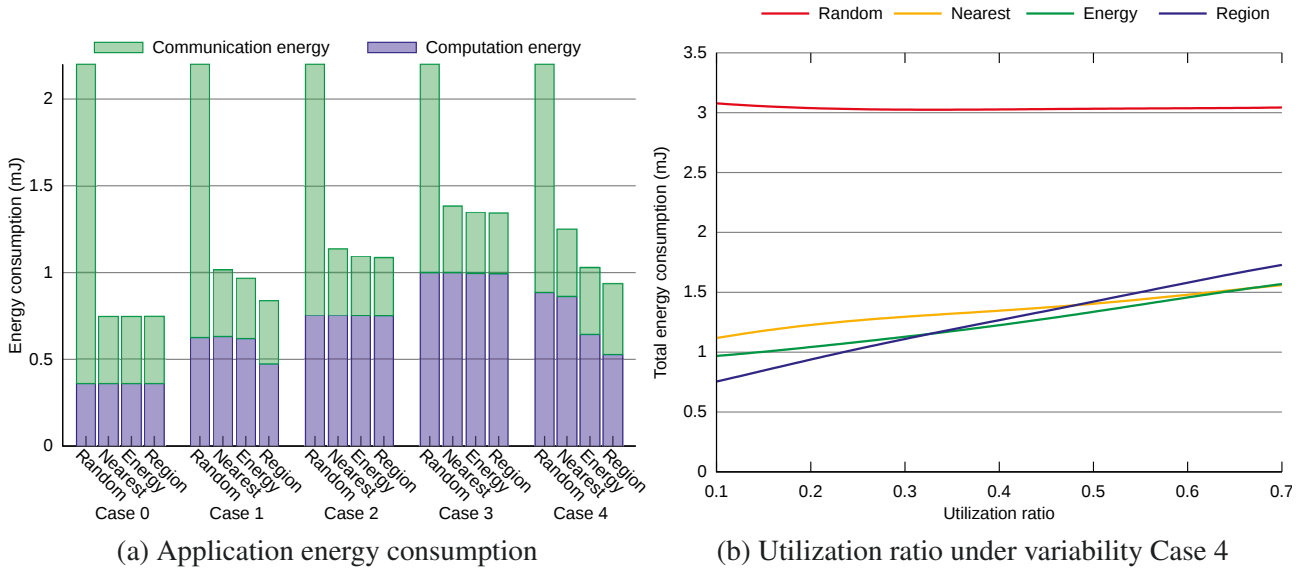 Communication energy Computation energy
Energy consumption (mJ)
2
1.5
1
0.5
0
Random Nearest Energy Region Random Nearest Energy Region Random Nearest Energy Region Random Nearest Energy Region Random Nearest Energy Region
Case 0 Case 1 Case 2 Case 3 Case 4
(a) Application energy consumption
Random Nearest Energy Region
Total energy consumption (mJ)
3.5
3
2.5
2
1.5
1
0.5
0
0.1 0.2 0.3 0.4 0.5 0.6 0.7
Utilization ratio
(b) Utilization ratio under variability Case 4